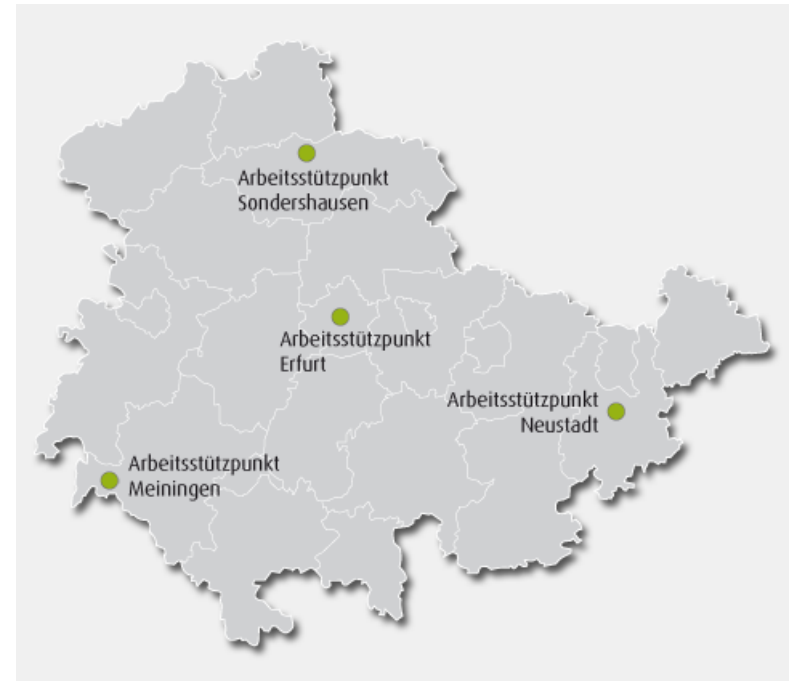 Arbeitsstützpunkt
Sondershausen
Arbeitsstützpunkt
Erfurt
Arbeitsstützpunkt
Neustadt
Arbeitsstützpunkt
Meiningen